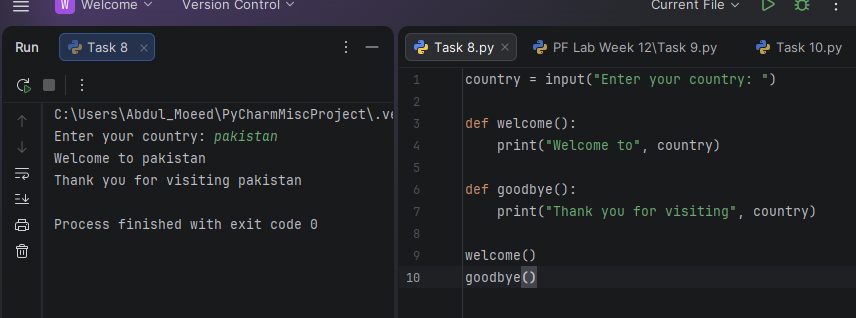 W Welcome Version Control Current File
Run Task 8
Task 8.py PF Lab Week 12\Task 9.py Task 10.py
C:\Users\Abdul_Moeed\PyCharmMiscProject\.ve
Enter your country: pakistan
Welcome to pakistan
Thank you for visiting pakistan
Process finished with exit code 0
1 country = input("Enter your country: ")
2
3 def welcome():
4 print("Welcome to", country)
5
6 def goodbye():
7 print("Thank you for visiting", country)
8
9 welcome()
10 goodbye()